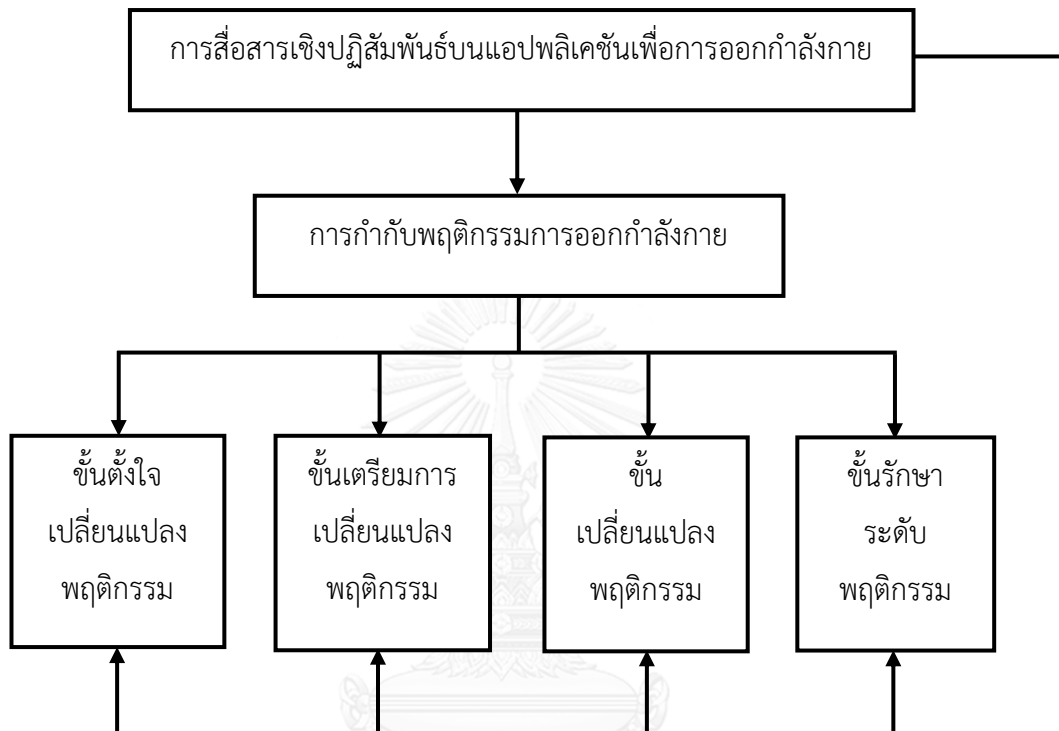 การสื่อสารเชิงปฏิสัมพันธ์บนแอปพลิเคชันเพื่อการออกกำลังกาย
การกำกับพฤติกรรมการออกกำลังกาย
ขั้นตั้งใจ
เปลี่ยนแปลง
พฤติกรรม
ขั้นเตรียมการ
เปลี่ยนแปลง
พฤติกรรม
ขั้น
เปลี่ยนแปลง
พฤติกรรม
ขั้นรักษา
ระดับ
พฤติกรรม